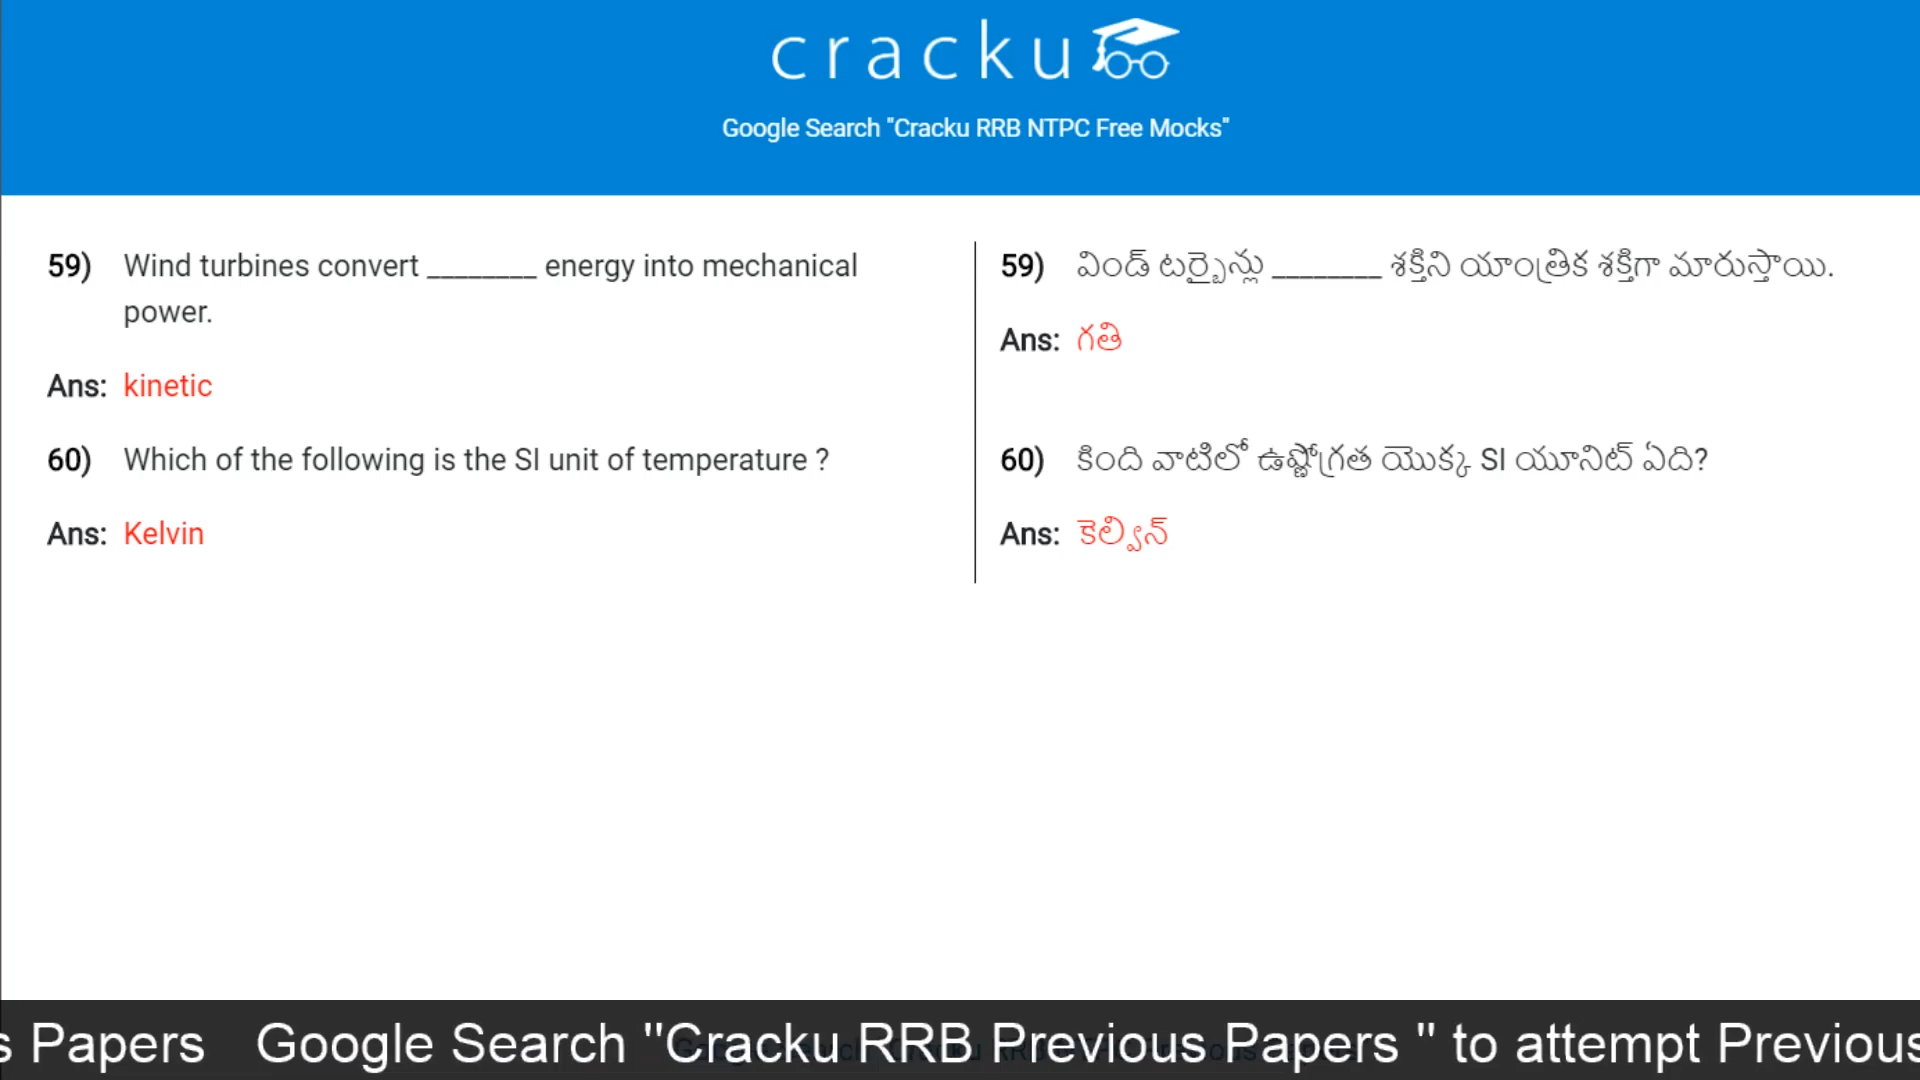 cracku
Google Search "Cracku RRB NTPC Free Mocks"
59) Wind turbines convert ________ energy into mechanical
power.
Ans: kinetic
60) Which of the following is the SI unit of temperature ?
Ans: Kelvin
59) విండ్ టర్బైన్లు ________ శక్తిని యాంత్రిక శక్తిగా మారుస్తాయి.
Ans: గతి
60) కింది వాటిలో ఉష్ణోగ్రత యొక్క SI యూనిట్ ఏది?
Ans: కెల్విన్
s Papers Google Search "Cracku RRB Previous Papers " to attempt Previous